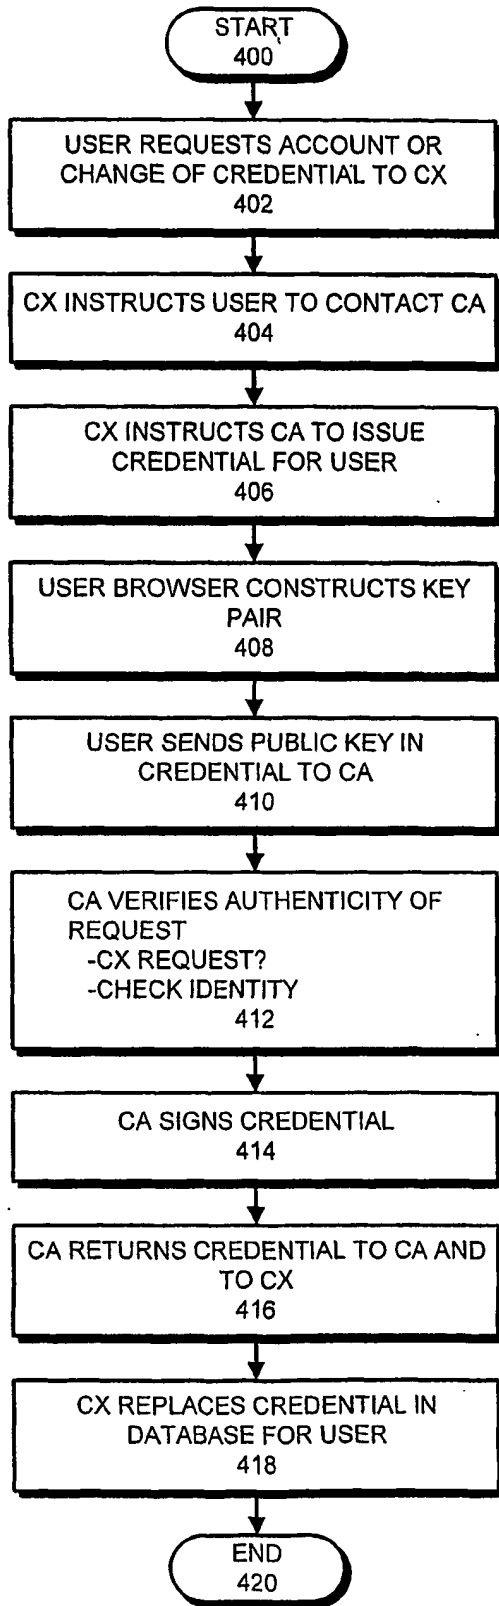 START
400
USER REQUESTS ACCOUNT OR
CHANGE OF CREDENTIAL TO CX
402
CX INSTRUCTS USER TO CONTACT CA
404
CX INSTRUCTS CA TO ISSUE
CREDENTIAL FOR USER
406
USER BROWSER CONSTRUCTS KEY
PAIR
408
USER SENDS PUBLIC KEY IN
CREDENTIAL TO CA
410
CA VERIFIES AUTHENTICITY OF
REQUEST
-CX REQUEST?
-CHECK IDENTITY
412
CA SIGNS CREDENTIAL
414
CA RETURNS CREDENTIAL TO CA AND
TO CX
416
CX REPLACES CREDENTIAL IN
DATABASE FOR USER
418
END
420